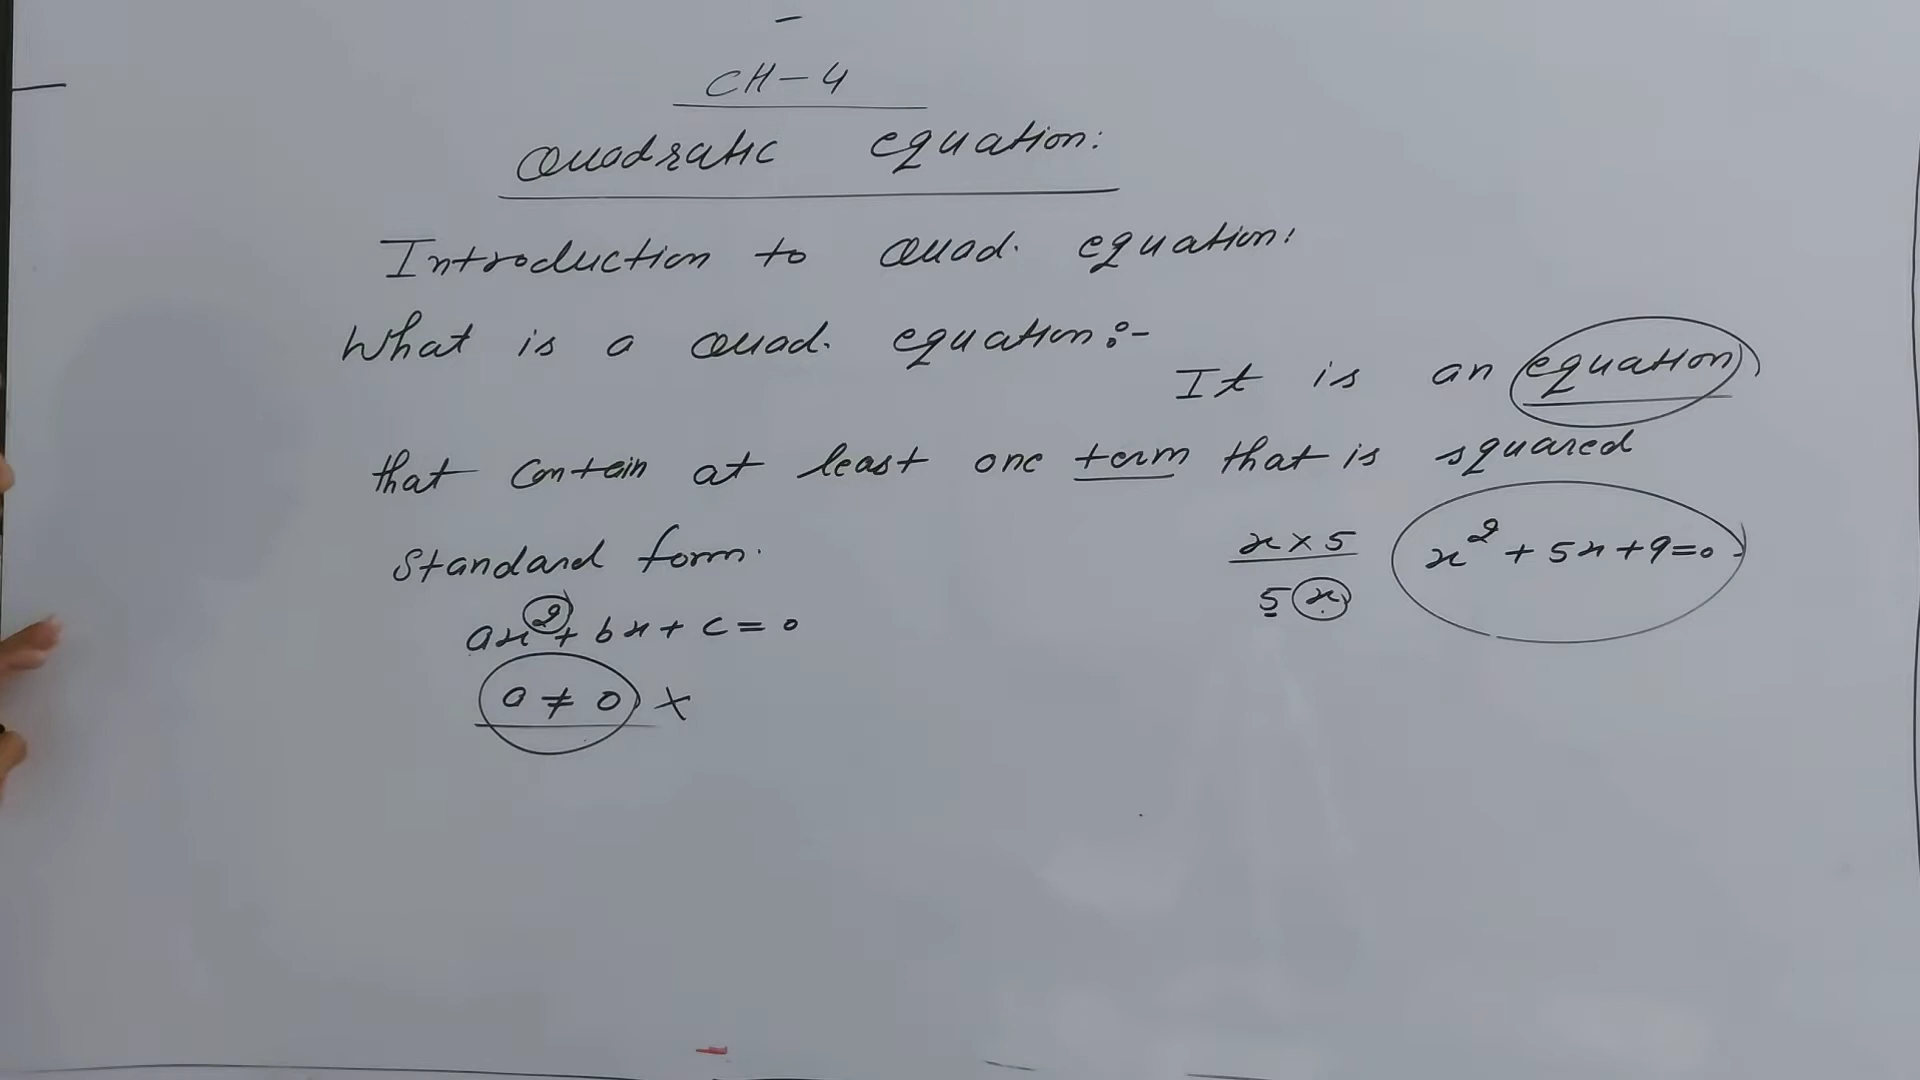 CH-4
Quadratic equation:
Introduction to Quad. equation:
What is a Quad. equation:-
It is an equation
that contain at least one term that is squared
Standard form.
x × 5
x² + 5x + 9 = 0
5 x
ax² + bx + c = 0
a ≠ 0 ×